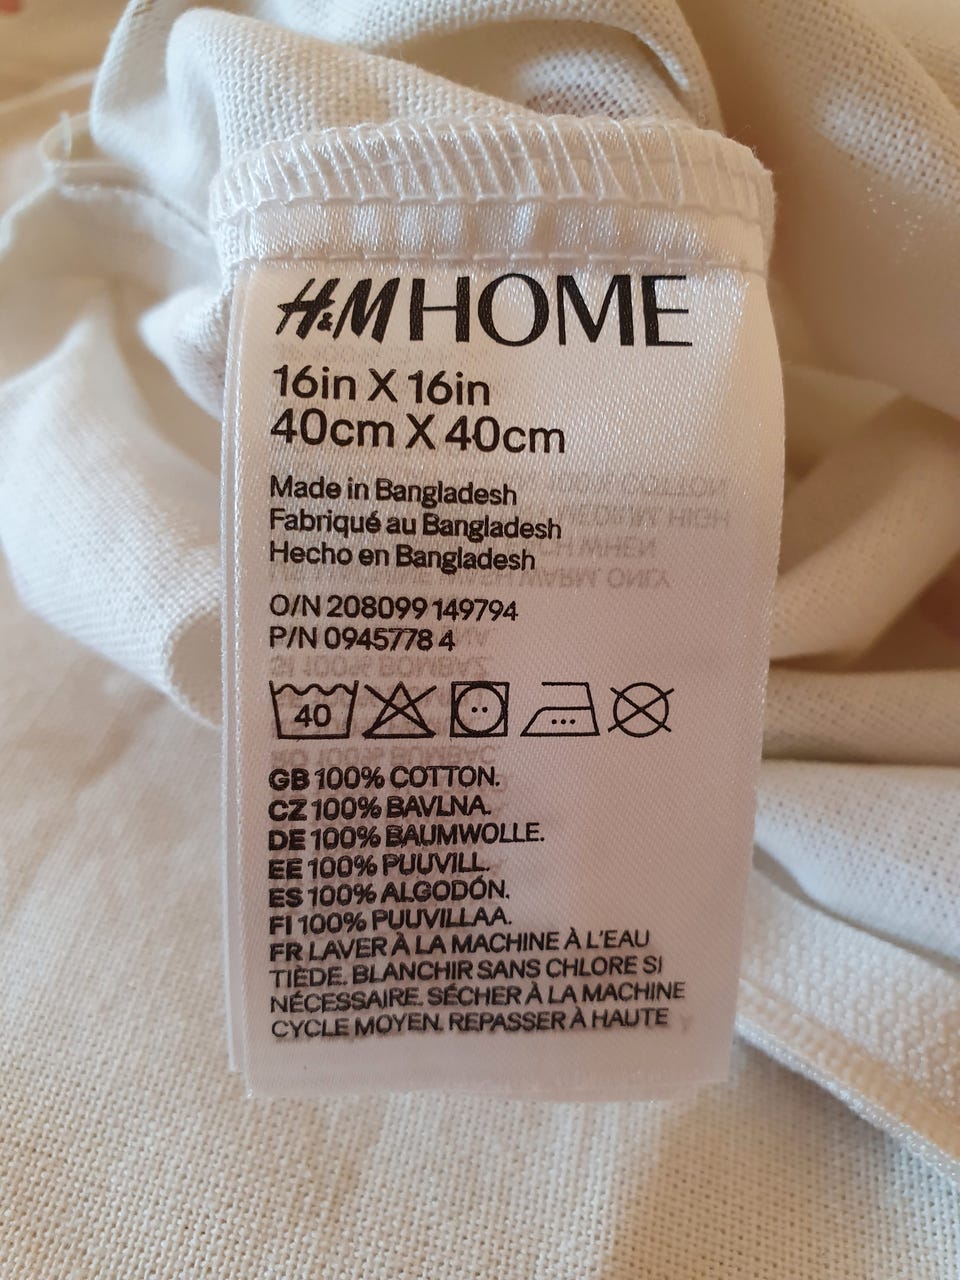 H&M HOME
16in X 16in
40cm X 40cm
Made in Bangladesh
Fabriqué au Bangladesh
Hecho en Bangladesh
O/N 208099 149794
P/N 0945778 4
40
GB 100% COTTON.
CZ 100% BAVLNA.
DE 100% BAUMWOLLE.
EE 100% PUUVILL.
ES 100% ALGODÓN.
FI 100% PUUVILLAA.
FR LAVER À LA MACHINE À L'EAU
TIÈDE. BLANCHIR SANS CHLORE SI
NÉCESSAIRE. SÉCHER À LA MACHINE
CYCLE MOYEN. REPASSER À HAUTE